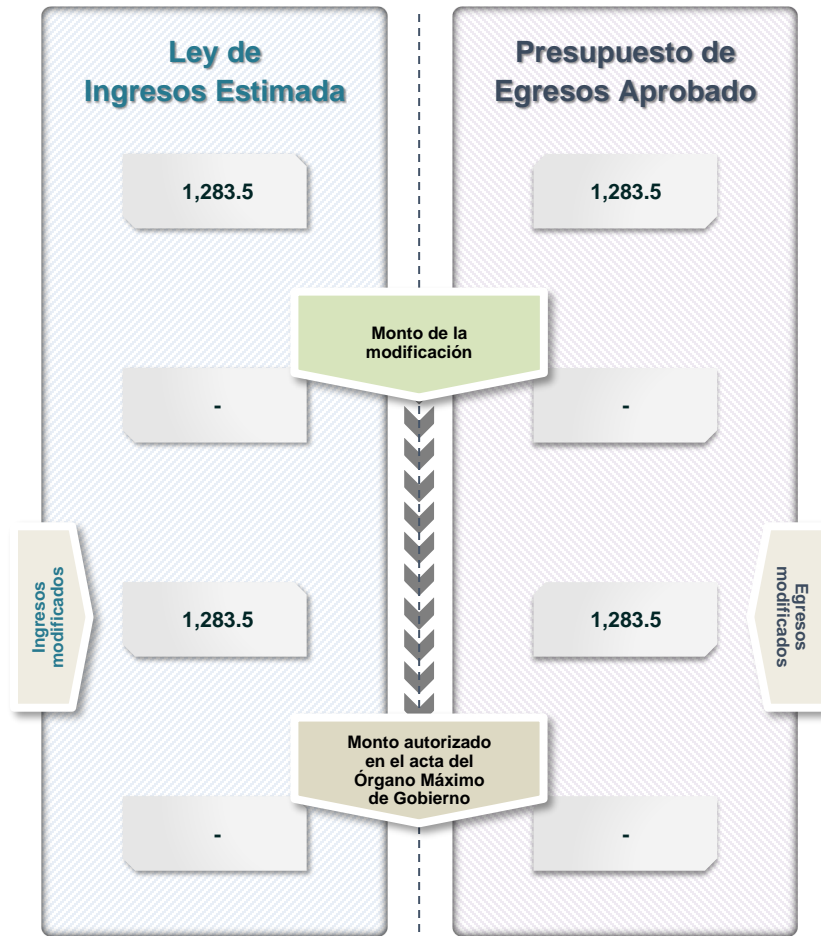 Ley de
Ingresos Estimada
Presupuesto de
Egresos Aprobado
1,283.5
1,283.5
Monto de la
modificación
-
-
Ingresos
modificados
1,283.5
1,283.5
Egresos
modificados
Monto autorizado
en el acta del
Órgano Máximo
de Gobierno
-
-